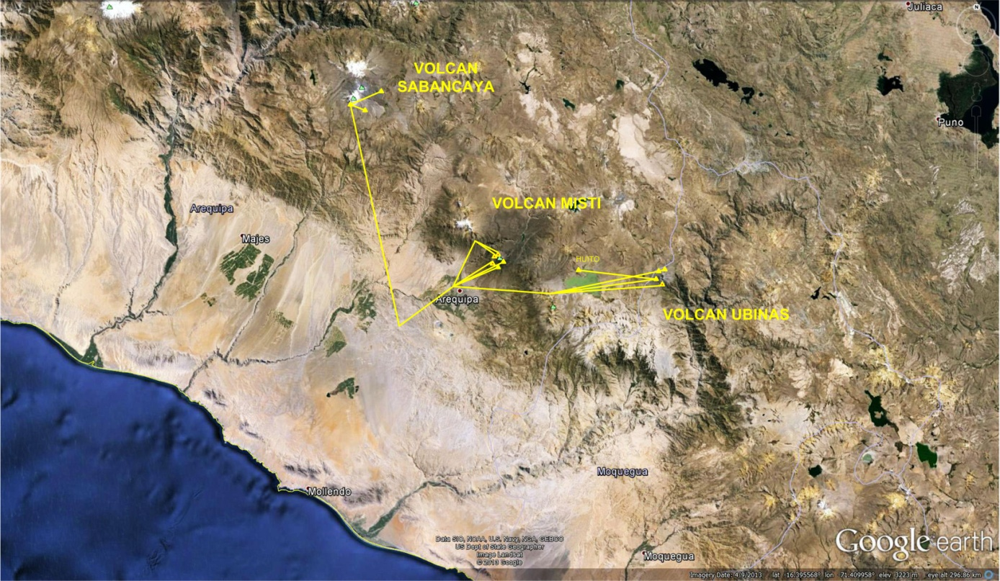 Juliaca
N
VOLCAN
SABANCAYA
Puno
VOLCAN MISTI
Arequipa
Majes
HUITO
Arequipa
VOLCAN UBINAS
Moquegua
Mollendo
Data SIO, NOAA, U.S. Navy, NGA, GEBCO
US Dept of State Geographer
Image Landsat
© 2013 Google
Google earth
Moquegua
Imagery Date: 4/9/2013 lat -16.395568° lon -71.409958° elev 3223 m eye alt 296.86 km